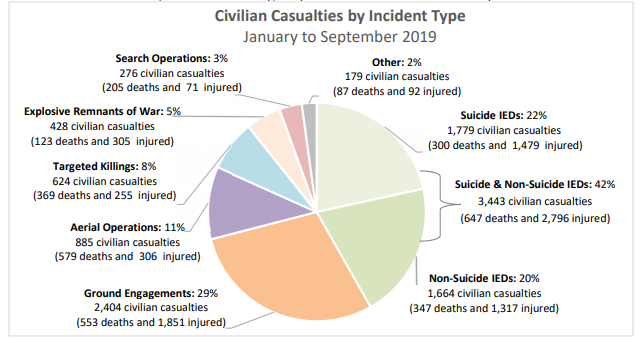 Civilian Casualties by Incident Type
January to September 2019
Search Operations: 3%
276 civilian casualties
(205 deaths and 71 injured)
Other: 2%
179 civilian casualties
(87 deaths and 92 injured)
Explosive Remnants of War: 5%
428 civilian casualties
(123 deaths and 305 injured)
Suicide IEDs: 22%
1,779 civilian casualties
(300 deaths and 1,479 injured)
Targeted Killings: 8%
624 civilian casualties
(369 deaths and 255 injured)
Suicide & Non-Suicide IEDs: 42%
3,443 civilian casualties
(647 deaths and 2,796 injured)
Aerial Operations: 11%
885 civilian casualties
(579 deaths and 306 injured)
Non-Suicide IEDs: 20%
1,664 civilian casualties
(347 deaths and 1,317 injured)
Ground Engagements: 29%
2,404 civilian casualties
(553 deaths and 1,851 injured)